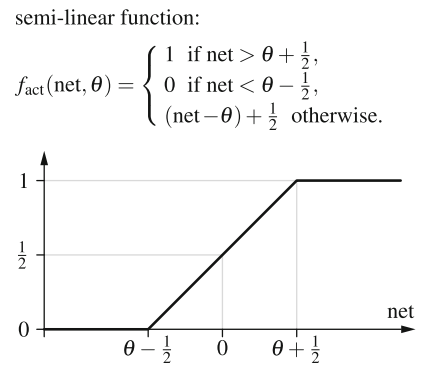 semi-linear function:
f_act(net, θ) = { 1 if net > θ + 1/2,
0 if net < θ − 1/2,
(net−θ) + 1/2 otherwise.
1
1/2
0
net
θ − 1/2 0 θ + 1/2